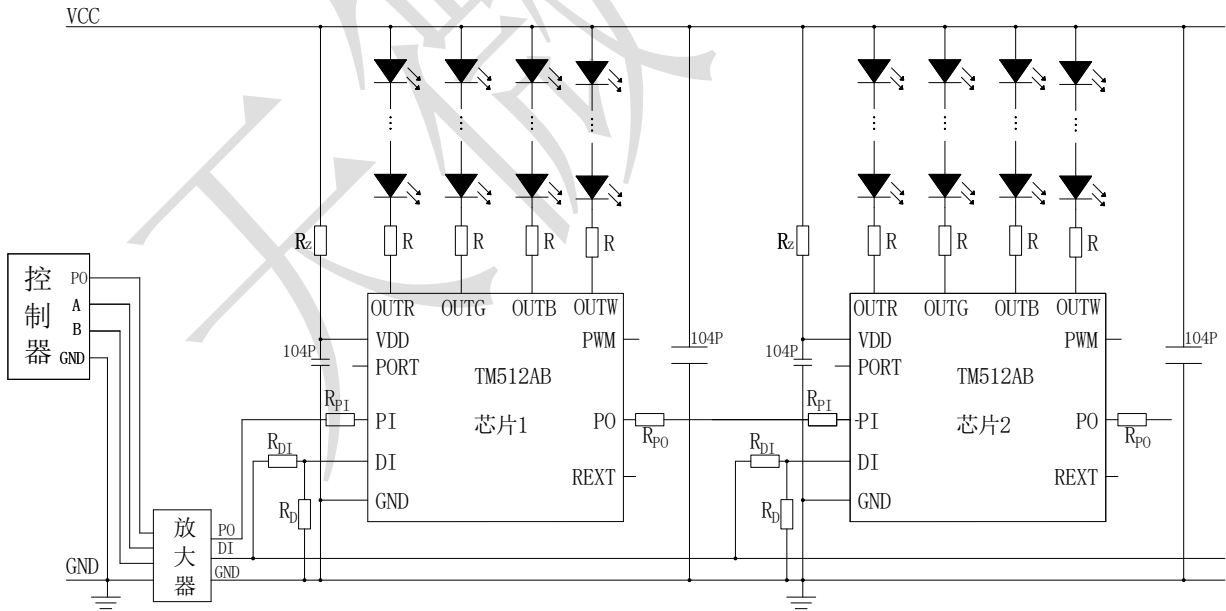 VCC
Rz R R R R
Rz R R R R
控制器
PO
A
B
GND
OUTR OUTG OUTB OUTW
VDD
PORT
PI
DI
GND
PWM
PO
REXT
TM512AB
芯片1
104P
104P
RPI
RDI
RD
RPO
OUTR OUTG OUTB OUTW
VDD
PORT
PI
DI
GND
PWM
PO
REXT
TM512AB
芯片2
104P
104P
RPI
RDI
RD
RPO
放大器
PO
DI
GND
GND